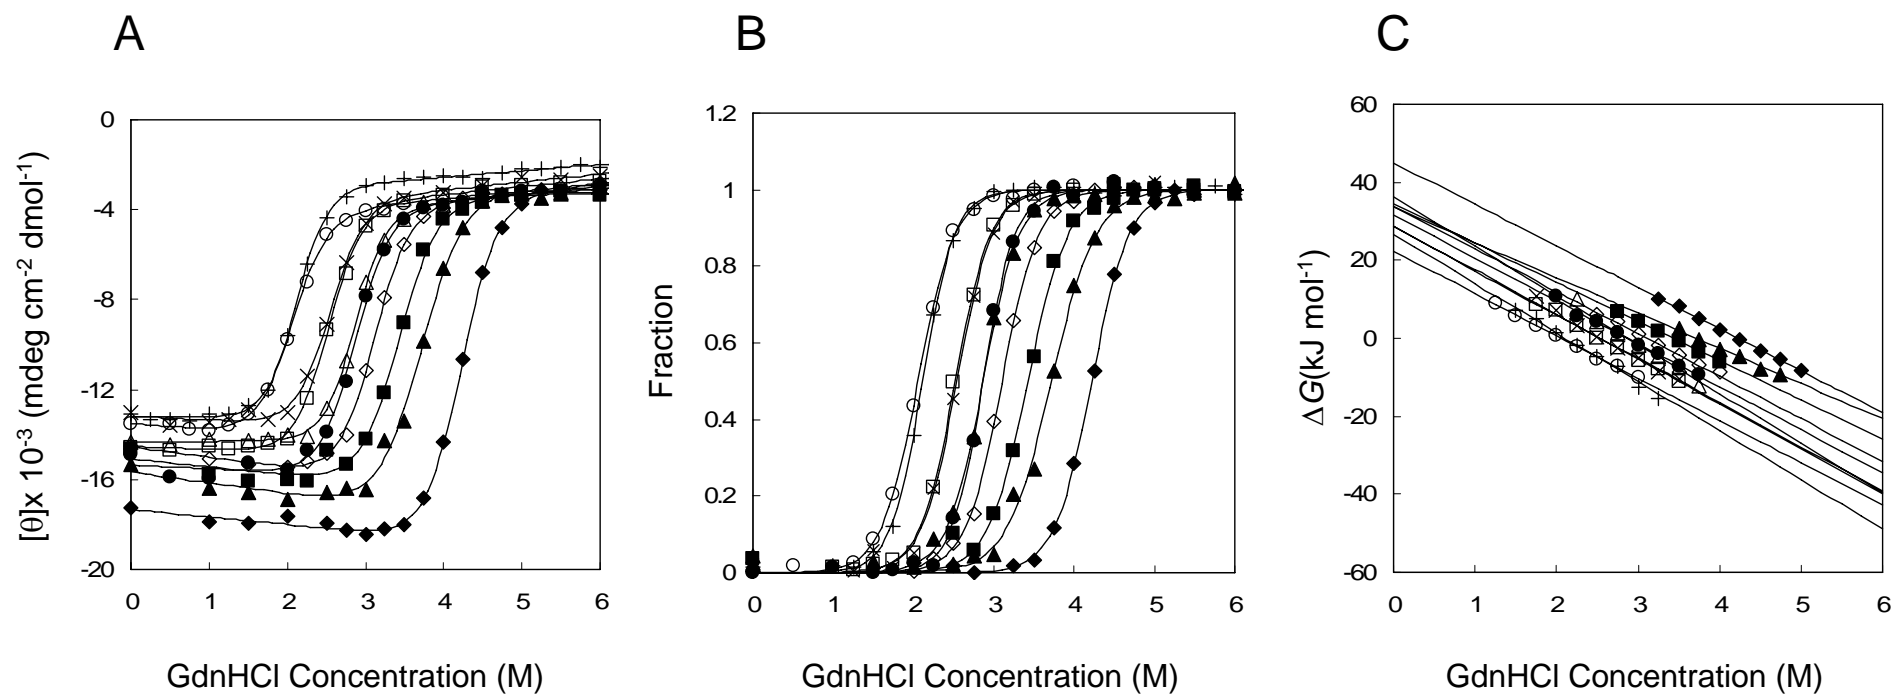 A
B
C
[θ]x 10⁻³ (mdeg cm⁻² dmol⁻¹)
0
-4
-8
-12
-16
-20
0 1 2 3 4 5 6
GdnHCl Concentration (M)
Fraction
1.2
1
0.8
0.6
0.4
0.2
0
0 1 2 3 4 5 6
GdnHCl Concentration (M)
ΔG(kJ mol⁻¹)
60
40
20
0
-20
-40
-60
0 1 2 3 4 5 6
GdnHCl Concentration (M)